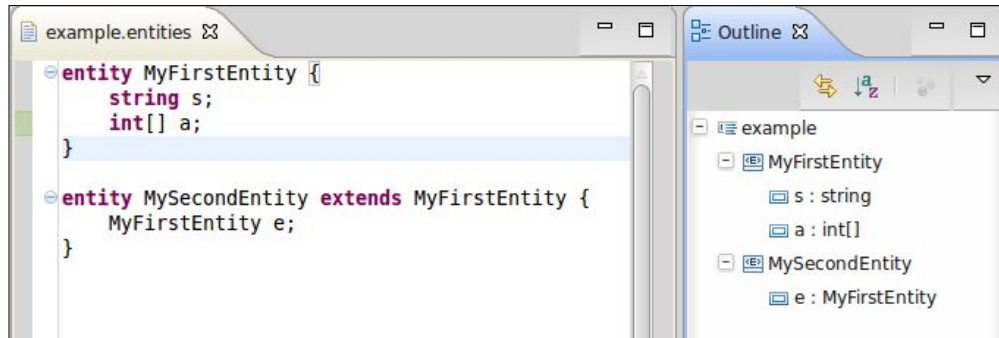 example.entities
entity MyFirstEntity {
string s;
int[] a;
}
entity MySecondEntity extends MyFirstEntity {
MyFirstEntity e;
}
Outline
a
z
example
MyFirstEntity
s : string
a : int[]
MySecondEntity
e : MyFirstEntity